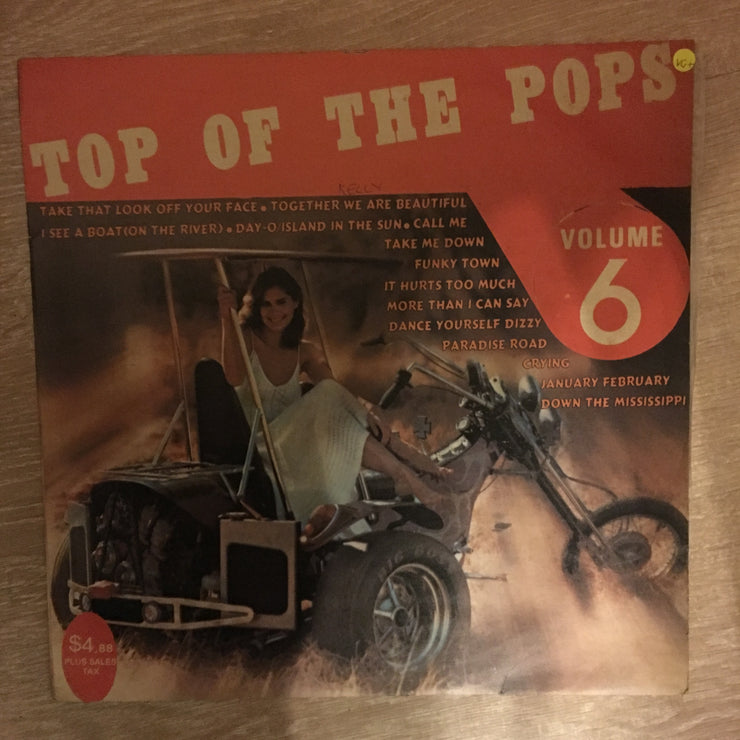 TOP OF THE POPS
VG+
KELLY
TAKE THAT LOOK OFF YOUR FACE • TOGETHER WE ARE BEAUTIFUL
I SEE A BOAT (ON THE RIVER) • DAY-O/ISLAND IN THE SUN • CALL ME
TAKE ME DOWN
FUNKY TOWN
IT HURTS TOO MUCH
MORE THAN I CAN SAY
DANCE YOURSELF DIZZY
PARADISE ROAD
CRYING
JANUARY FEBRUARY
DOWN THE MISSISSIPPI
VOLUME
6
$4.88
PLUS SALES
TAX